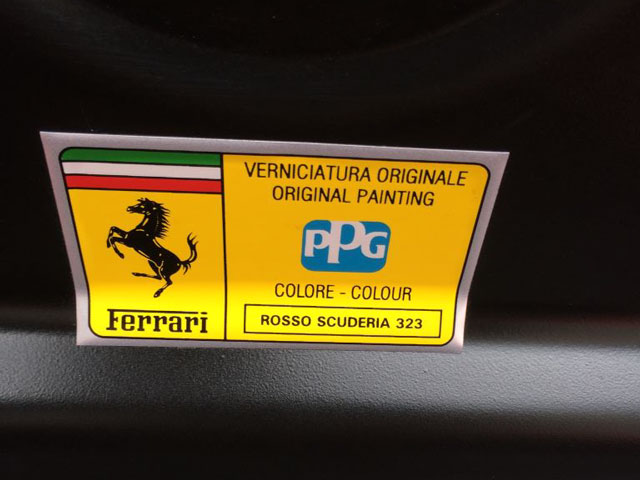 VERNICIATURA ORIGINALE
ORIGINAL PAINTING
PPG
COLORE - COLOUR
ROSSO SCUDERIA 323
Ferrari